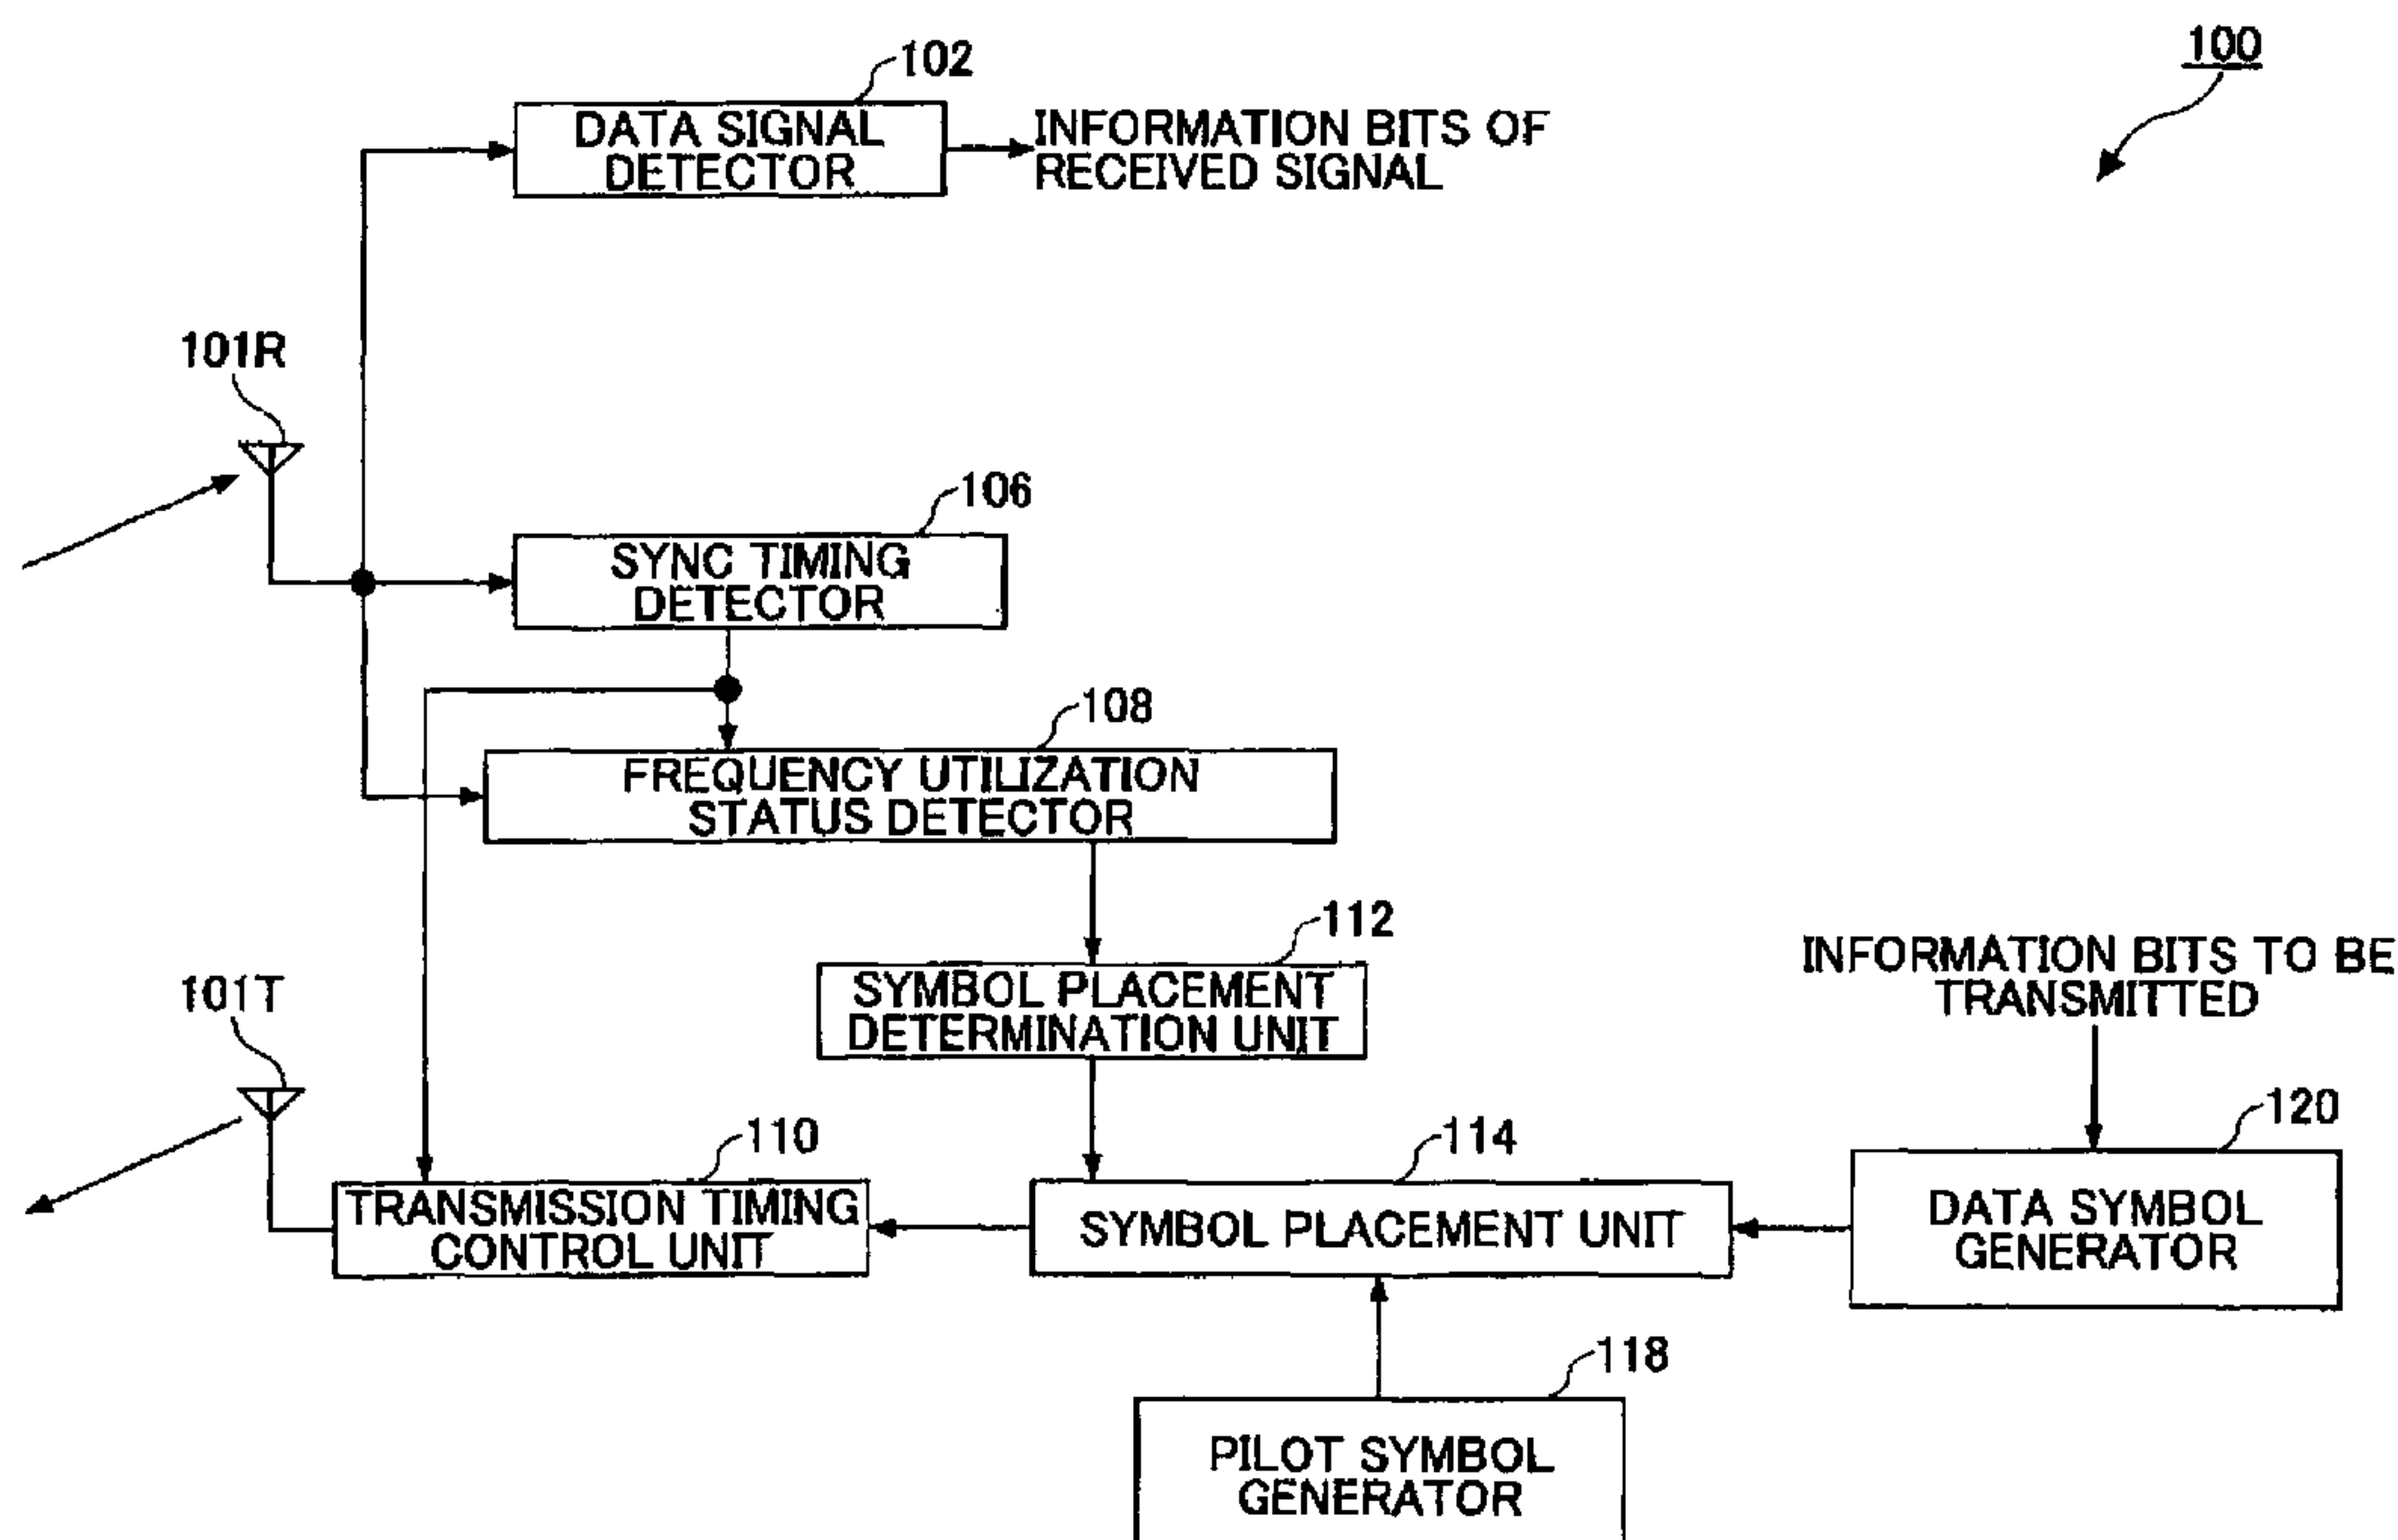 100
102
DATA SIGNAL
DETECTOR
INFORMATION BITS OF
RECEIVED SIGNAL
101R
106
SYNC TIMING
DETECTOR
108
FREQUENCY UTILIZATION
STATUS DETECTOR
112
SYMBOL PLACEMENT
DETERMINATION UNIT
INFORMATION BITS TO BE
TRANSMITTED
101T
110
TRANSMISSION TIMING
CONTROL UNIT
114
SYMBOL PLACEMENT UNIT
120
DATA SYMBOL
GENERATOR
118
PILOT SYMBOL
GENERATOR